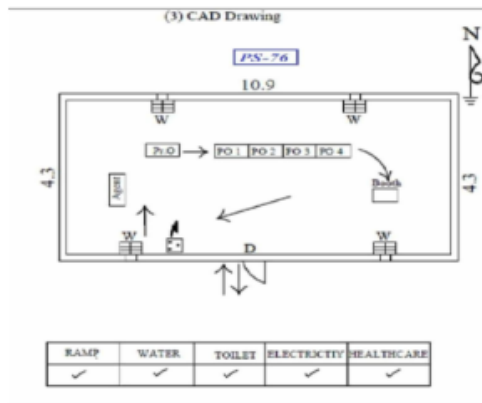 (3) CAD Drawing
N
PS-76
10.9
W W
Pr.O PO 1 PO 2 PO 3 PO 4
4.3 4.3
Agent
Booth
W W
D
RAMP WATER TOILET ELECTRICTIY HEALTHCARE
✓ ✓ ✓ ✓ ✓